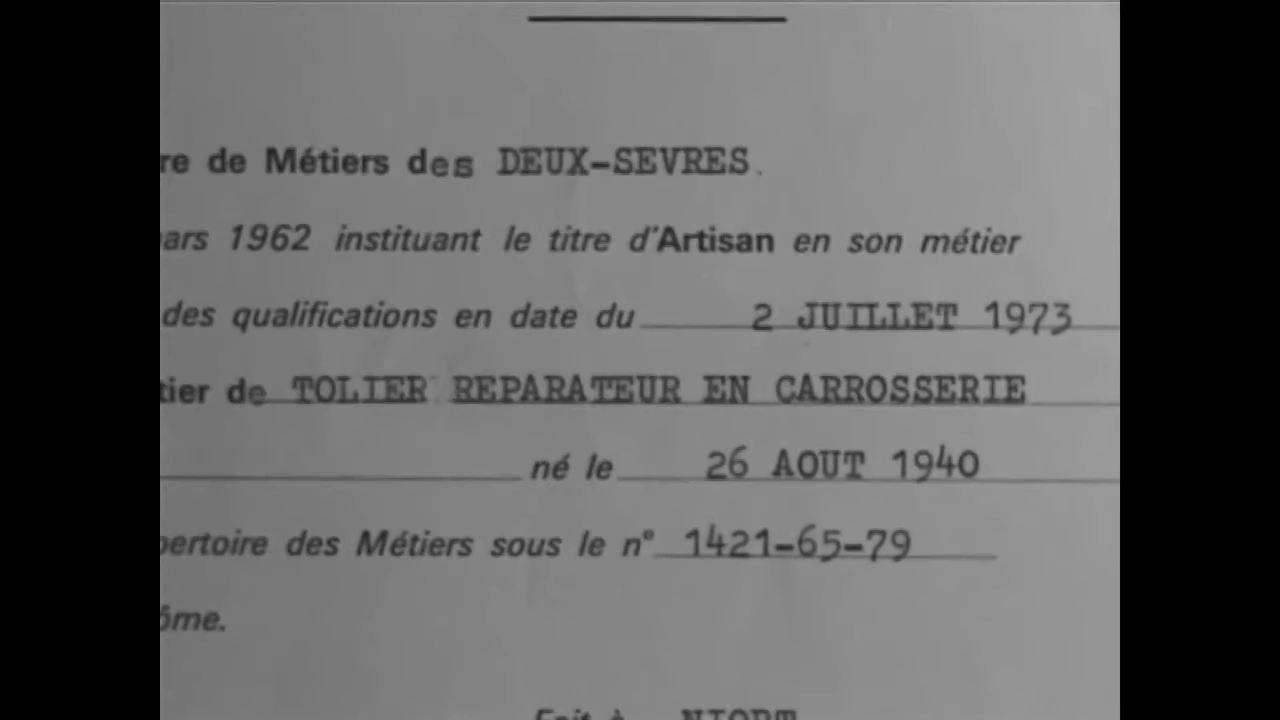 re de Métiers des DEUX-SEVRES.
ars 1962 instituant le titre d'Artisan en son métier
des qualifications en date du 2 JUILLET 1973
tier de TOLIER REPARATEUR EN CARROSSERIE
né le 26 AOUT 1940
pertoire des Métiers sous le n° 1421-65-79
ôme.
Fait à NIORT